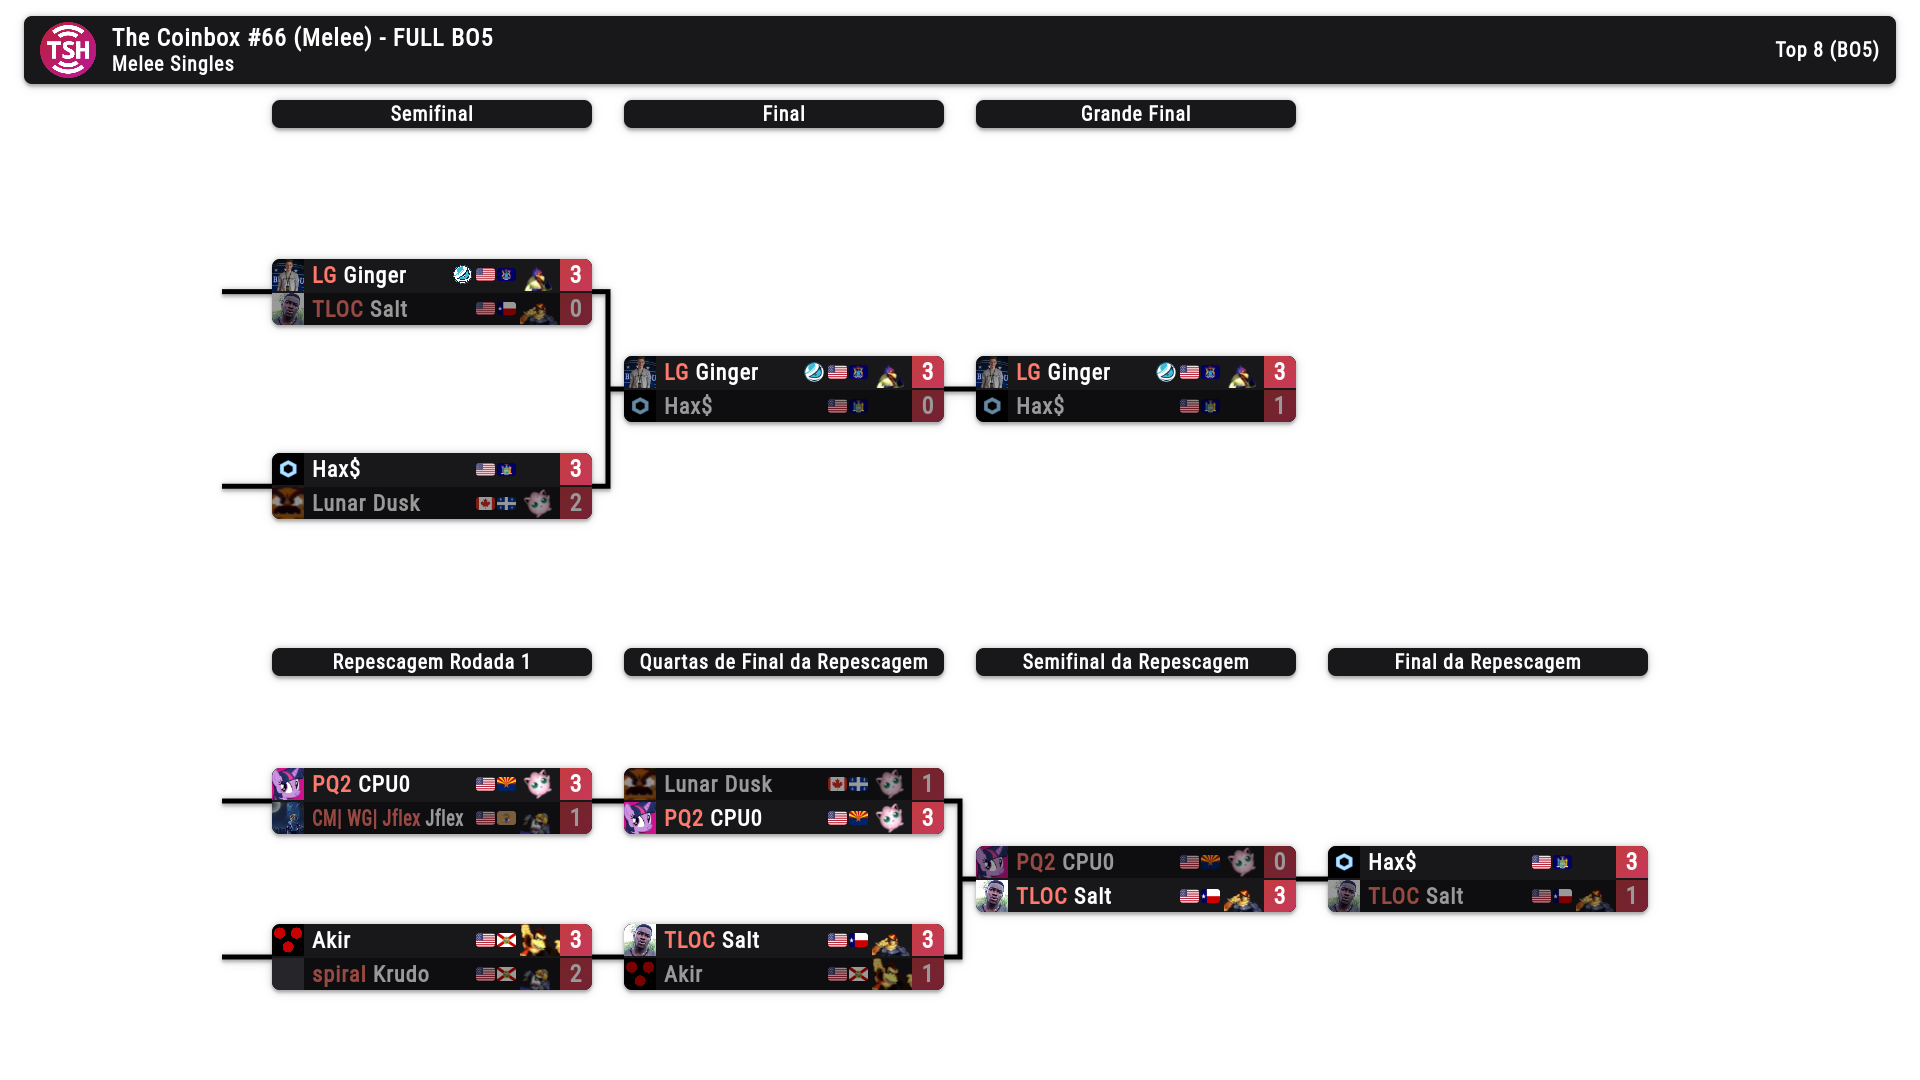 TSH
The Coinbox #66 (Melee) - FULL BO5
Melee Singles
Top 8 (BO5)
Semifinal
Final
Grande Final
LG Ginger 3
TLOC Salt 0
LG Ginger 3
Hax$ 0
LG Ginger 3
Hax$ 1
Hax$ 3
Lunar Dusk 2
Repescagem Rodada 1
Quartas de Final da Repescagem
Semifinal da Repescagem
Final da Repescagem
PQ2 CPU0 3
CM| WG| Jflex Jflex 1
Lunar Dusk 1
PQ2 CPU0 3
PQ2 CPU0 0
TLOC Salt 3
Hax$ 3
TLOC Salt 1
Akir 3
spiral Krudo 2
TLOC Salt 3
Akir 1